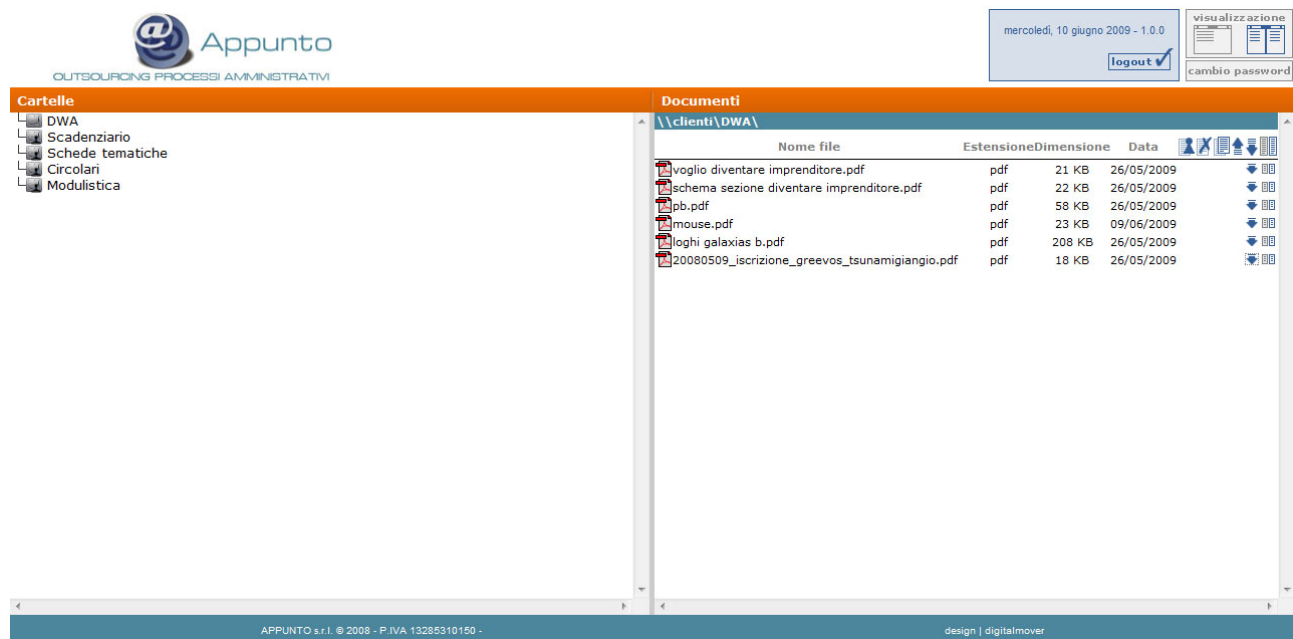 Appunto
OUTSOURCING PROCESSI AMMINISTRATIVI
mercoledì, 10 giugno 2009 - 1.0.0
logout
visualizzazione
cambio password
Cartelle
DWA
Scadenziario
Schede tematiche
Circolari
Modulistica
Documenti
\\clienti\DWA\
Nome file Estensione Dimensione Data
voglio diventare imprenditore.pdf pdf 21 KB 26/05/2009
schema sezione diventare imprenditore.pdf pdf 22 KB 26/05/2009
pb.pdf pdf 58 KB 26/05/2009
mouse.pdf pdf 23 KB 09/06/2009
loghi galaxias b.pdf pdf 208 KB 26/05/2009
20080509_iscrizione_greevos_tsunamigiangio.pdf pdf 18 KB 26/05/2009
APPUNTO s.r.l. © 2008 - P.IVA 13285310150 -
design | digitalmover